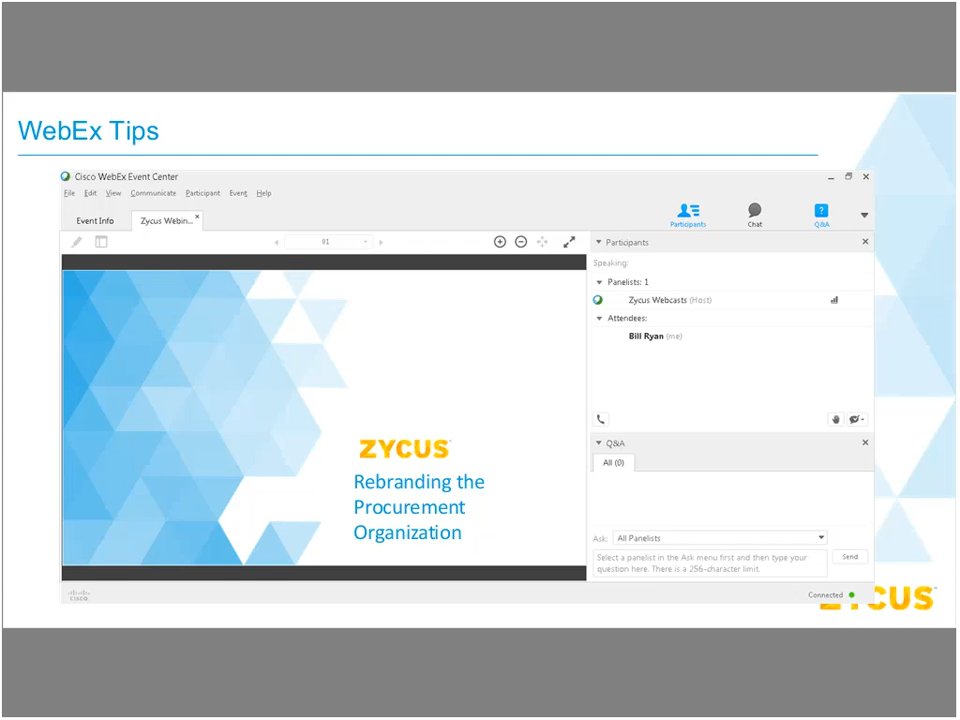 WebEx Tips
Cisco WebEx Event Center
File Edit View Communicate Participant Event Help
Event Info
Zycus Webin...
Participants
Chat
Q&A
01
Participants
Speaking:
Panelists: 1
Zycus Webcasts (Host)
Attendees:
Bill Ryan (me)
ZYCUS
Rebranding the
Procurement
Organization
Q&A
All (0)
Ask: All Panelists
Select a panelist in the Ask menu first and then type your
question here. There is a 256-character limit.
Send
CISCO
Connected
ZYCUS